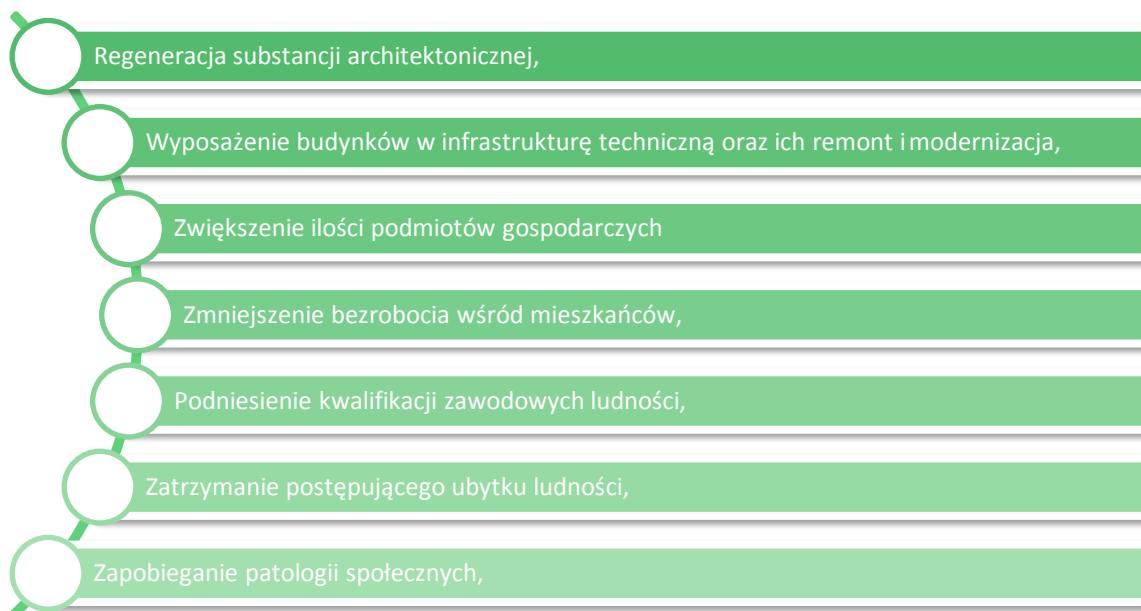 Regeneracja substancji architektonicznej,
Wyposażenie budynków w infrastrukturę techniczną oraz ich remont i modernizacja,
Zwiększenie ilości podmiotów gospodarczych
Zmniejszenie bezrobocia wśród mieszkańców,
Podniesienie kwalifikacji zawodowych ludności,
Zatrzymanie postępującego ubytku ludności,
Zapobieganie patologii społecznych,